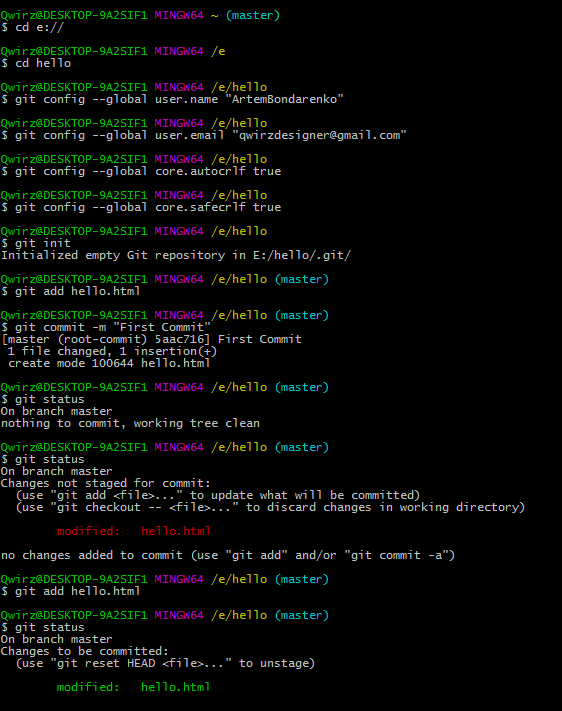 Qwirz@DESKTOP-9A2SIF1 MINGW64 ~ (master)
$ cd e://
Qwirz@DESKTOP-9A2SIF1 MINGW64 /e
$ cd hello
Qwirz@DESKTOP-9A2SIF1 MINGW64 /e/hello
$ git config --global user.name "ArtemBondarenko"
Qwirz@DESKTOP-9A2SIF1 MINGW64 /e/hello
$ git config --global user.email "qwirzdesigner@gmail.com"
Qwirz@DESKTOP-9A2SIF1 MINGW64 /e/hello
$ git config --global core.autocrlf true
Qwirz@DESKTOP-9A2SIF1 MINGW64 /e/hello
$ git config --global core.safecrlf true
Qwirz@DESKTOP-9A2SIF1 MINGW64 /e/hello
$ git init
Initialized empty Git repository in E:/hello/.git/
Qwirz@DESKTOP-9A2SIF1 MINGW64 /e/hello (master)
$ git add hello.html
Qwirz@DESKTOP-9A2SIF1 MINGW64 /e/hello (master)
$ git commit -m "First Commit"
[master (root-commit) 5aac716] First Commit
1 file changed, 1 insertion(+)
create mode 100644 hello.html
Qwirz@DESKTOP-9A2SIF1 MINGW64 /e/hello (master)
$ git status
On branch master
nothing to commit, working tree clean
Qwirz@DESKTOP-9A2SIF1 MINGW64 /e/hello (master)
$ git status
On branch master
Changes not staged for commit:
(use "git add <file>..." to update what will be committed)
(use "git checkout -- <file>..." to discard changes in working directory)
modified: hello.html
no changes added to commit (use "git add" and/or "git commit -a")
Qwirz@DESKTOP-9A2SIF1 MINGW64 /e/hello (master)
$ git add hello.html
Qwirz@DESKTOP-9A2SIF1 MINGW64 /e/hello (master)
$ git status
On branch master
Changes to be committed:
(use "git reset HEAD <file>..." to unstage)
modified: hello.html